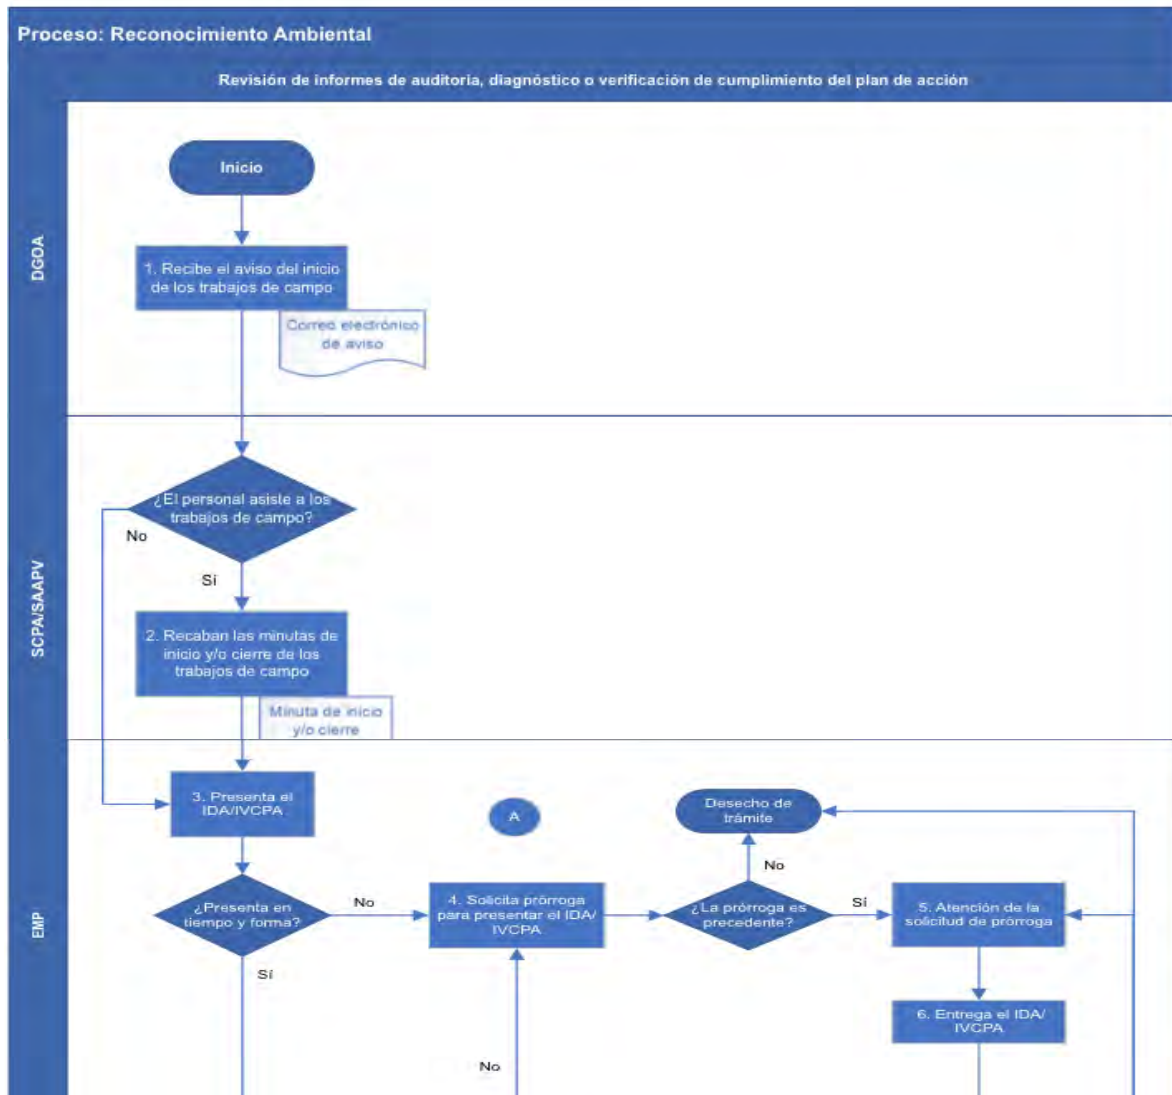 Proceso: Reconocimiento Ambiental
Revisión de informes de auditoría, diagnóstico o verificación de cumplimiento del plan de acción
DGOA
Inicio
1. Recibe el aviso del inicio
de los trabajos de campo
Correo electrónico
de aviso
SCPA/SAAPV
¿El personal asiste a los
trabajos de campo?
No
Sí
2. Recaban las minutas de
inicio y/o cierre de los
trabajos de campo
Minuta de inicio
y/o cierre
EMP
3. Presenta el
IDA/IVCPA
A
Desecho de
trámite
No
¿Presenta en
tiempo y forma?
No
4. Solicita prórroga
para presentar el IDA/
IVCPA
¿La prórroga es
precedente?
Sí
5. Atención de la
solicitud de prórroga
Sí
6. Entrega el IDA/
IVCPA
No